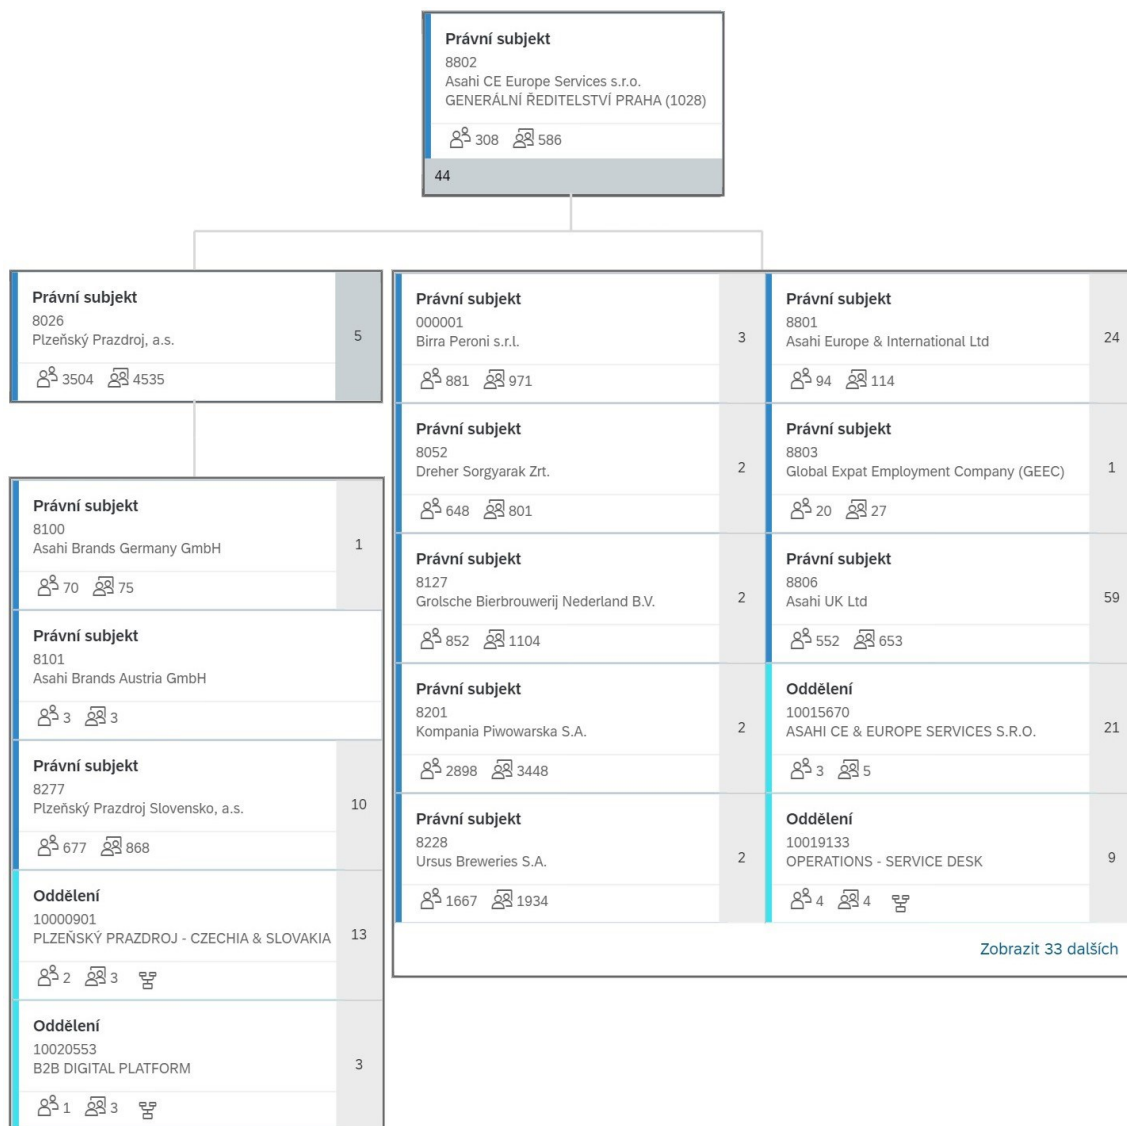 Právní subjekt
8802
Asahi CE Europe Services s.r.o.
GENERÁLNÍ ŘEDITELSTVÍ PRAHA (1028)
308 586
44
Právní subjekt
8026
Plzeňský Prazdroj, a.s.
3504 4535
5
Právní subjekt
8100
Asahi Brands Germany GmbH
70 75
1
Právní subjekt
8101
Asahi Brands Austria GmbH
3 3
Právní subjekt
8277
Plzeňský Prazdroj Slovensko, a.s.
677 868
10
Oddělení
10000901
PLZEŇSKÝ PRAZDROJ - CZECHIA & SLOVAKIA
2 3
13
Oddělení
10020553
B2B DIGITAL PLATFORM
1 3
3
Právní subjekt
000001
Birra Peroni s.r.l.
881 971
3
Právní subjekt
8052
Dreher Sorgyarak Zrt.
648 801
2
Právní subjekt
8127
Grolsche Bierbrouwerij Nederland B.V.
852 1104
2
Právní subjekt
8201
Kompania Piwowarska S.A.
2898 3448
2
Právní subjekt
8228
Ursus Breweries S.A.
1667 1934
2
Právní subjekt
8801
Asahi Europe & International Ltd
94 114
24
Právní subjekt
8803
Global Expat Employment Company (GEEC)
20 27
1
Právní subjekt
8806
Asahi UK Ltd
552 653
59
Oddělení
10015670
ASAHI CE & EUROPE SERVICES S.R.O.
3 5
21
Oddělení
10019133
OPERATIONS - SERVICE DESK
4 4
9
Zobrazit 33 dalších